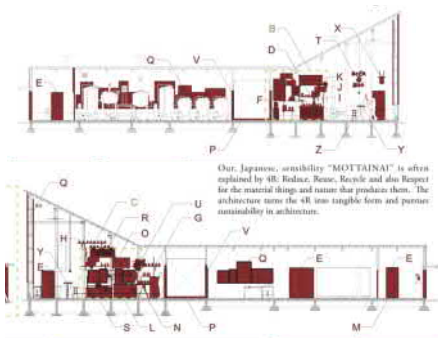 B X
Q V D T
E K
J
I
F
P Z Y
Our, Japanese, sensibility "MOTTAINAI" is often
explained by 4R: Reduce, Reuse, Recycle and also Respect
for the material things and nature that produces them. The
architecture turns the 4R into tangible form and pursues
sustainability in architecture.
Q
C R U
O G
Y H V
E Q E E
S L N P M